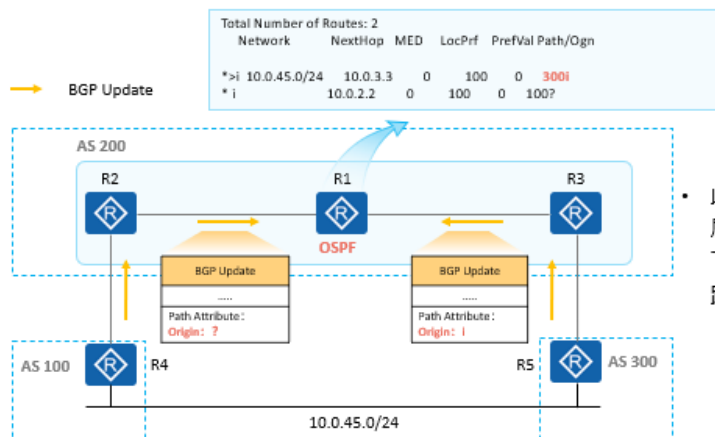 Total Number of Routes: 2
Network NextHop MED LocPrf PrefVal Path/Ogn
*>i 10.0.45.0/24 10.0.3.3 0 100 0 300i
* i 10.0.2.2 0 100 0 100?
BGP Update
AS 200
R2 R1 R3
R R R
OSPF
BGP Update BGP Update
..... .....
Path Attribute: Path Attribute:
Origin: ? Origin: i
AS 100 R R4 R5 R AS 300
10.0.45.0/24